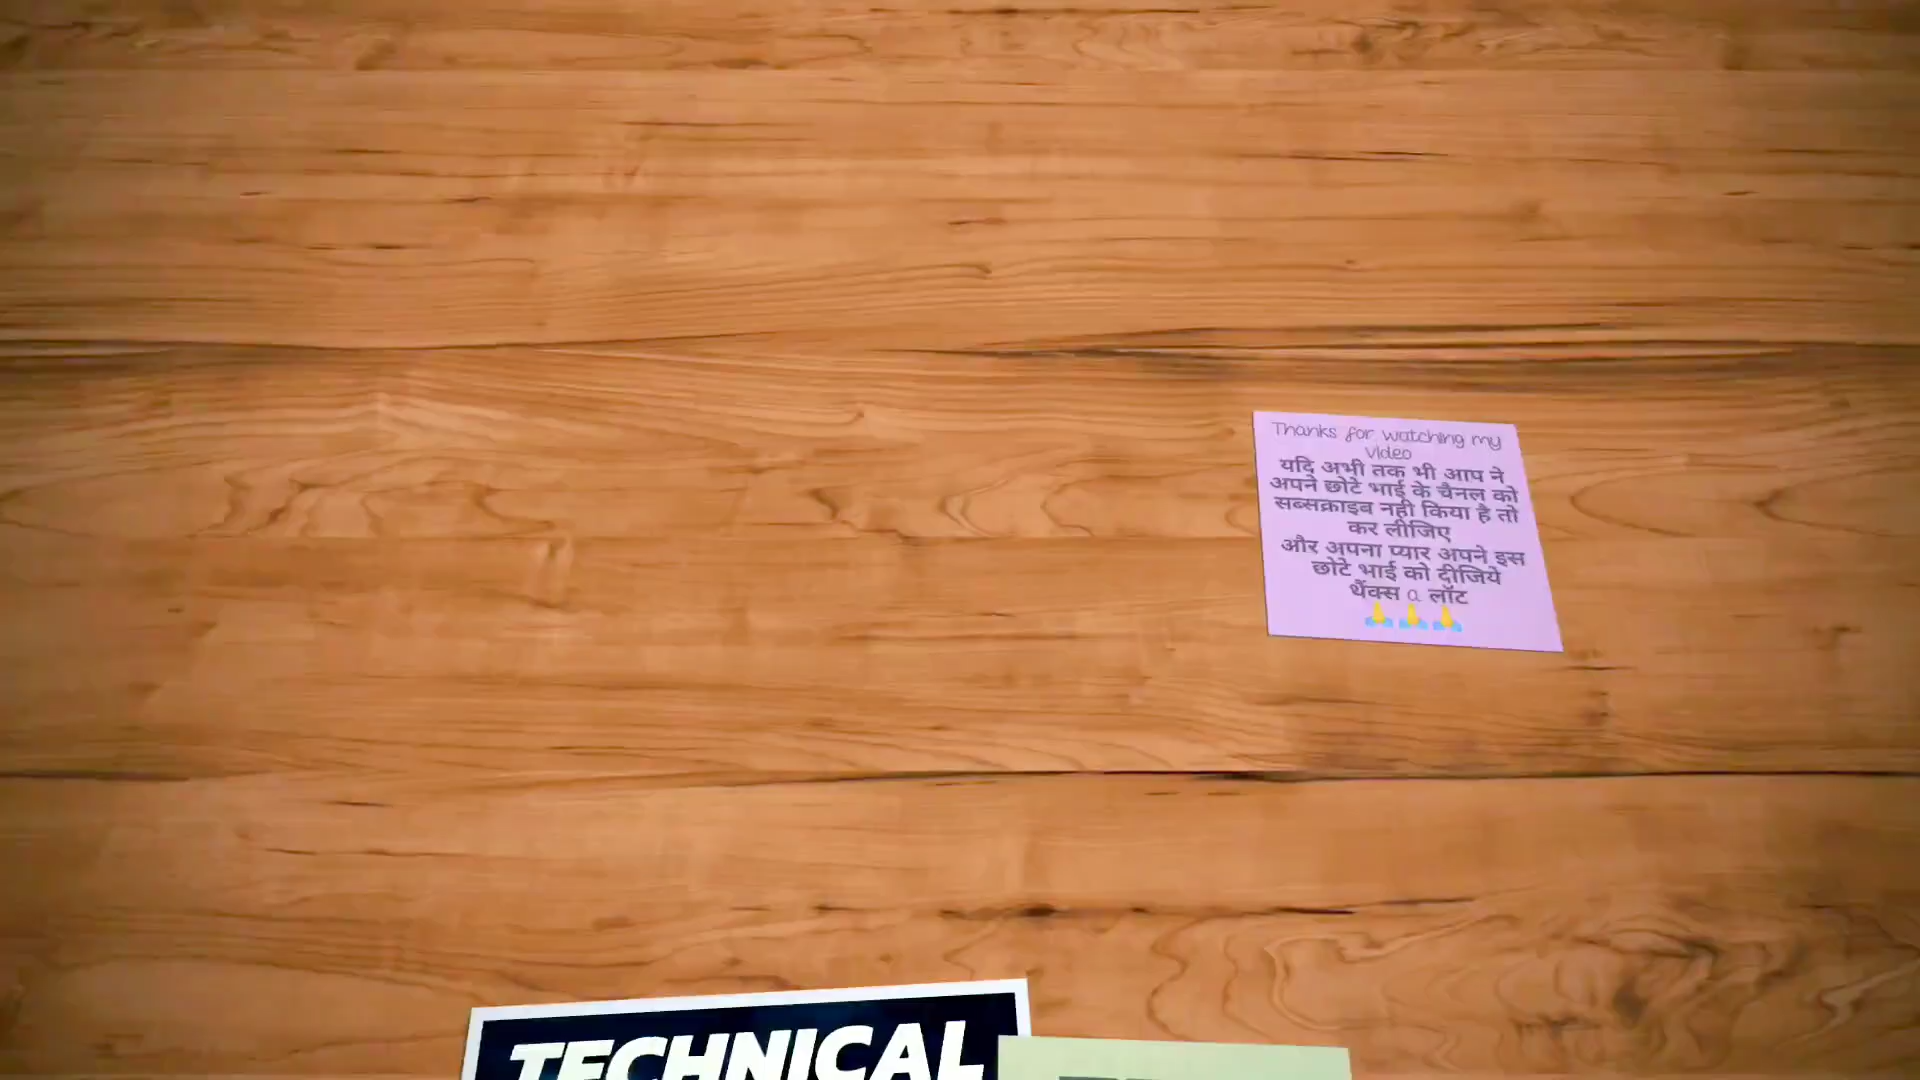 Thanks for watching my
video
यदि अभी तक भी आप ने
अपने छोटे भाई के चैनल को
सब्सक्राइब नही किया है तो
कर लीजिए
और अपना प्यार अपने इस
छोटे भाई को दीजिये
थैंक्स a लॉट
🙏🙏🙏
TECHNICAL